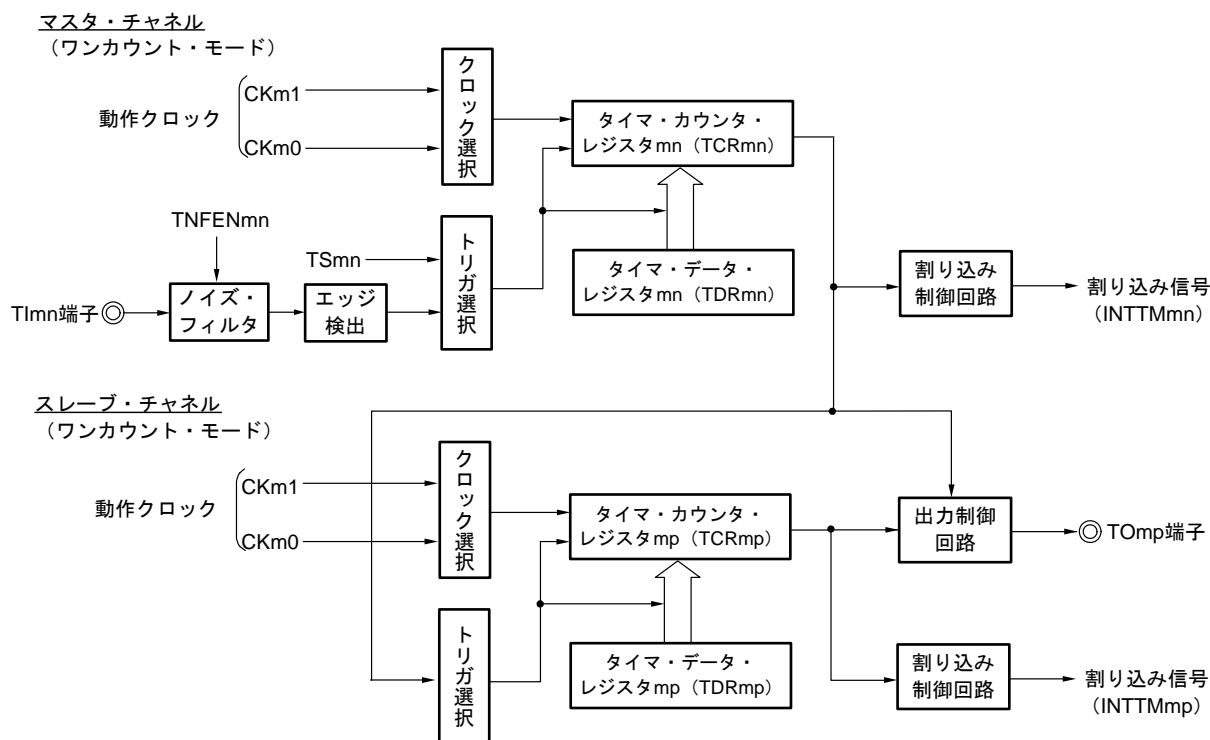 マスタ・チャネル
（ワンカウント・モード）
動作クロック
CKm1
CKm0
クロック選択
タイマ・カウンタ・
レジスタmn（TCRmn）
TNFENmn
TSmn
トリガ選択
タイマ・データ・
レジスタmn（TDRmn）
TImn端子
ノイズ・
フィルタ
エッジ
検出
割り込み
制御回路
割り込み信号
（INTTMmn）
スレーブ・チャネル
（ワンカウント・モード）
動作クロック
CKm1
CKm0
クロック選択
タイマ・カウンタ・
レジスタmp（TCRmp）
出力制御
回路
TOmp端子
トリガ選択
タイマ・データ・
レジスタmp（TDRmp）
割り込み
制御回路
割り込み信号
（INTTMmp）